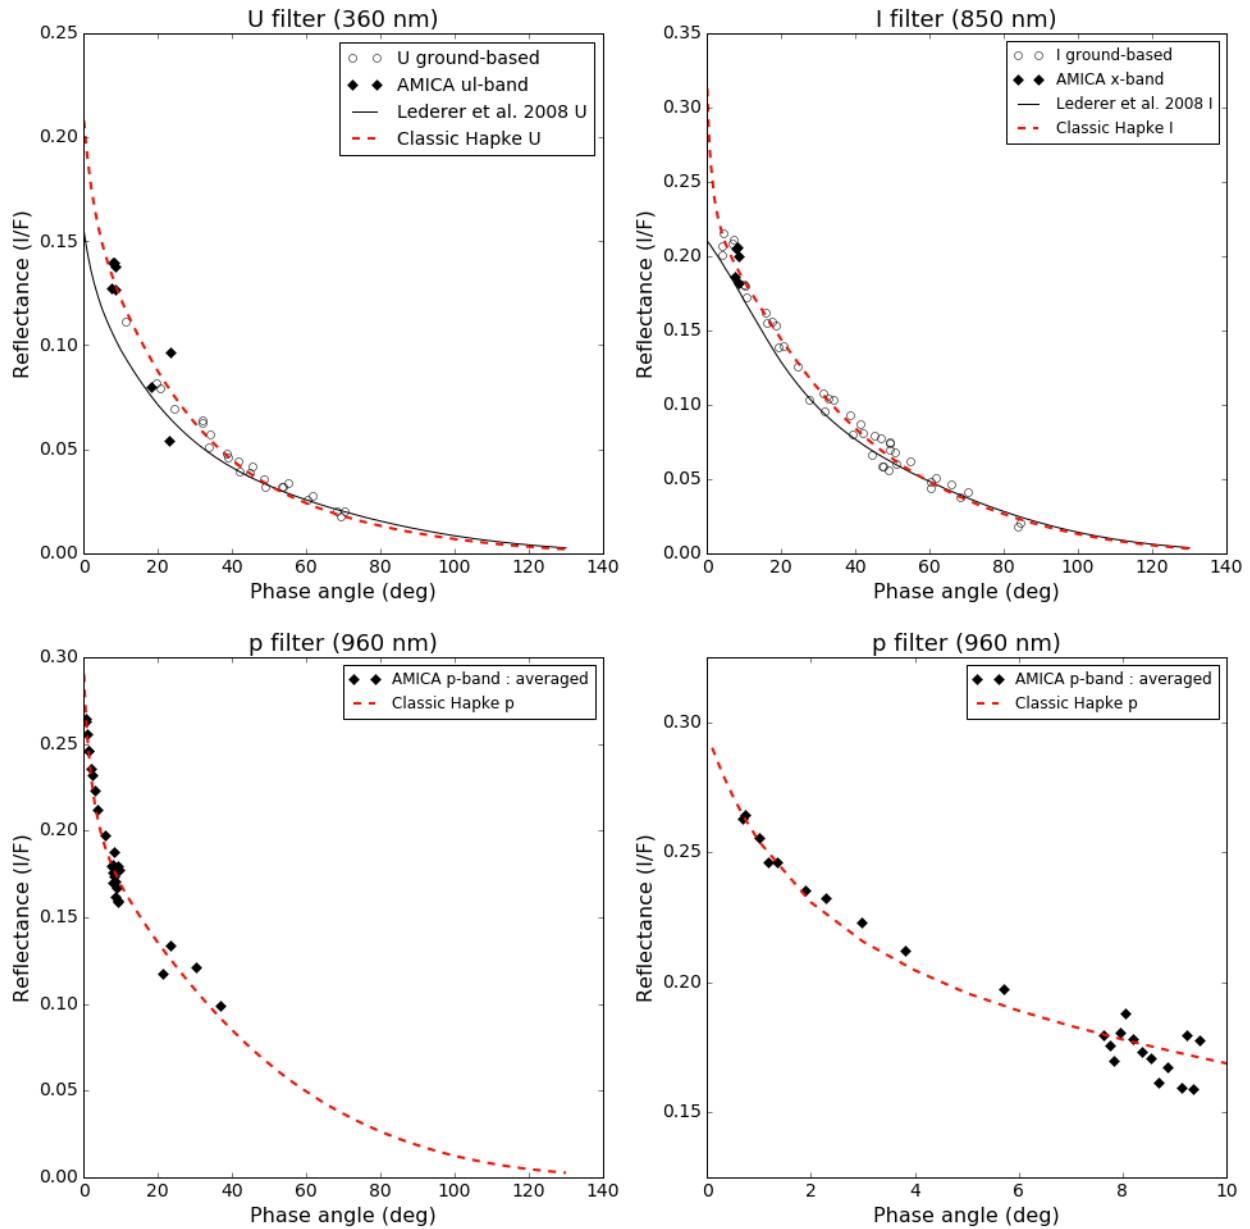 U filter (360 nm)
0.25
0.20
0.15
0.10
0.05
0.00
Reflectance (I/F)
U ground-based
AMICA ul-band
Lederer et al. 2008 U
Classic Hapke U
0 20 40 60 80 100 120 140
Phase angle (deg)
I filter (850 nm)
0.35
0.30
0.25
0.20
0.15
0.10
0.05
0.00
Reflectance (I/F)
I ground-based
AMICA x-band
Lederer et al. 2008 I
Classic Hapke I
0 20 40 60 80 100 120 140
Phase angle (deg)
p filter (960 nm)
0.30
0.25
0.20
0.15
0.10
0.05
0.00
Reflectance (I/F)
AMICA p-band : averaged
Classic Hapke p
0 20 40 60 80 100 120 140
Phase angle (deg)
p filter (960 nm)
0.30
0.25
0.20
0.15
Reflectance (I/F)
AMICA p-band : averaged
Classic Hapke p
0 2 4 6 8 10
Phase angle (deg)